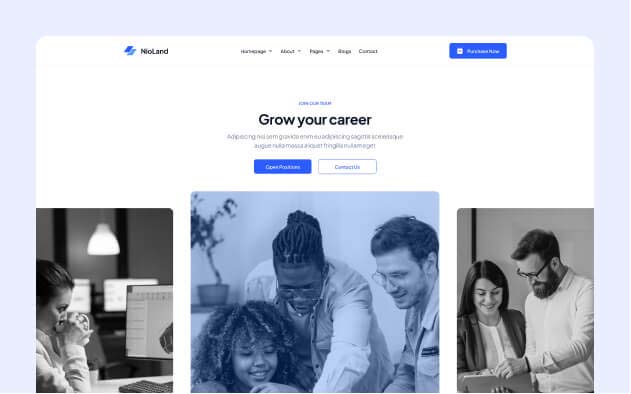 NioLand
Homepage
About
Pages
Blogs
Contact
Purchase Now
JOIN OUR TEAM
Grow your career
Adipiscing nisi sem gravida enim eu adipiscing sagittis scelerisque
augue nulla massa aliquet fringilla nullam eget
Open Positions
Contact Us